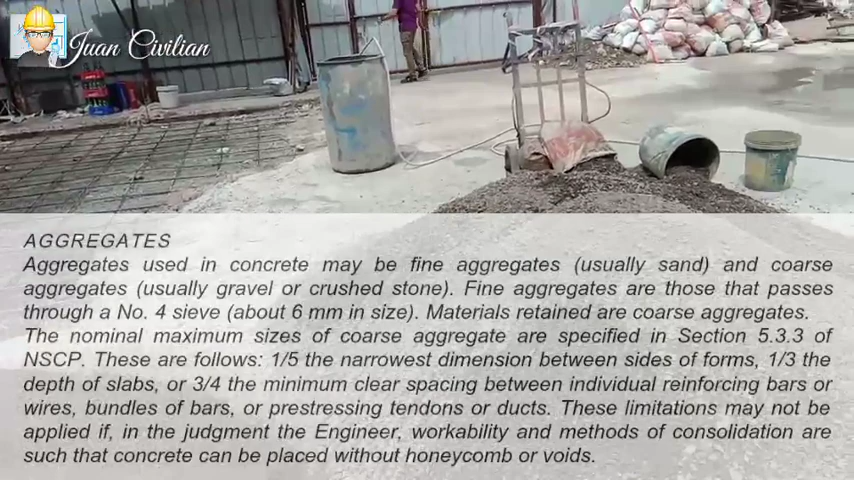 Juan Civilian
AGGREGATES
Aggregates used in concrete may be fine aggregates (usually sand) and coarse
aggregates (usually gravel or crushed stone). Fine aggregates are those that passes
through a No. 4 sieve (about 6 mm in size). Materials retained are coarse aggregates.
The nominal maximum sizes of coarse aggregate are specified in Section 5.3.3 of
NSCP. These are follows: 1/5 the narrowest dimension between sides of forms, 1/3 the
depth of slabs, or 3/4 the minimum clear spacing between individual reinforcing bars or
wires, bundles of bars, or prestressing tendons or ducts. These limitations may not be
applied if, in the judgment the Engineer, workability and methods of consolidation are
such that concrete can be placed without honeycomb or voids.